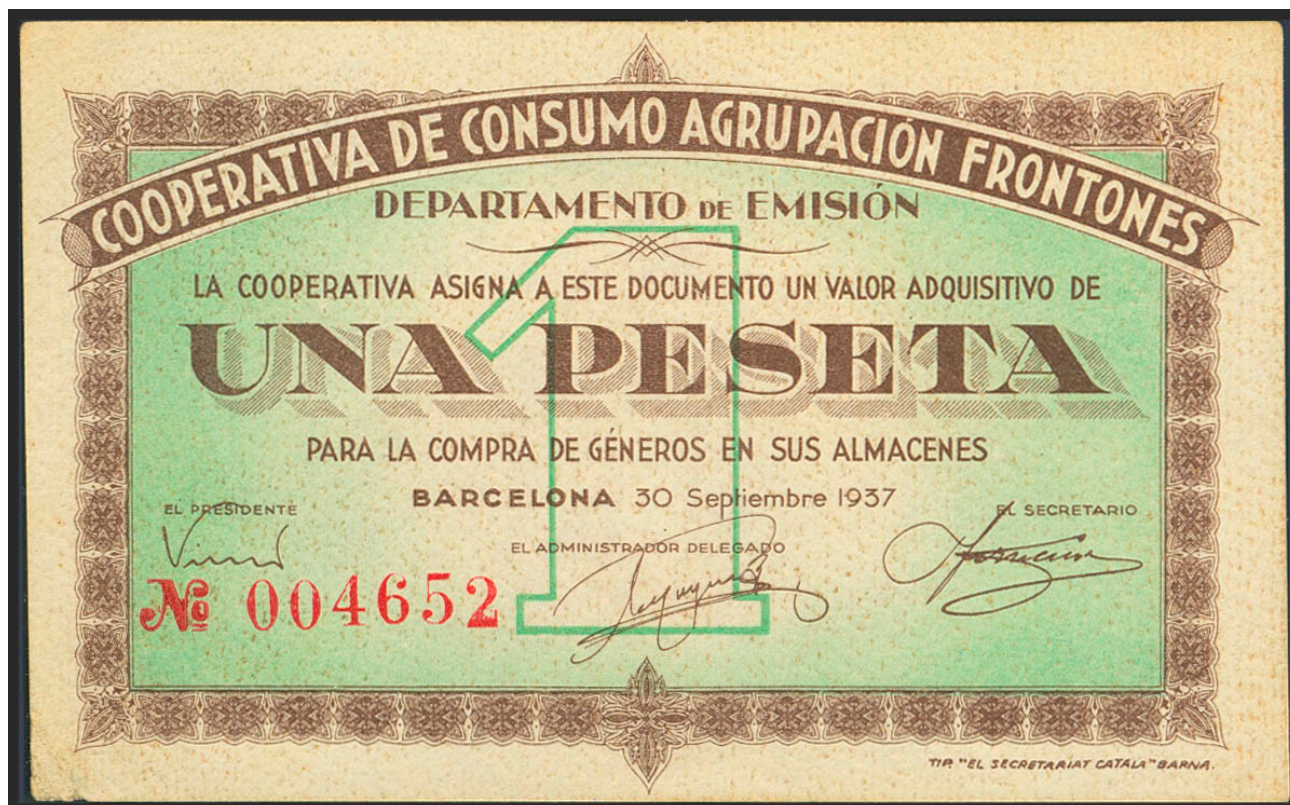 COOPERATIVA DE CONSUMO AGRUPACIÓN FRONTONES
DEPARTAMENTO DE EMISIÓN
1
LA COOPERATIVA ASIGNA A ESTE DOCUMENTO UN VALOR ADQUISITIVO DE
UNA PESETA
PARA LA COMPRA DE GÉNEROS EN SUS ALMACENES
BARCELONA 30 Septiembre 1937
EL PRESIDENTE
EL ADMINISTRADOR DELEGADO
EL SECRETARIO
Nº 004652
TIP. "EL SECRETARIAT CATALA" BARNA.